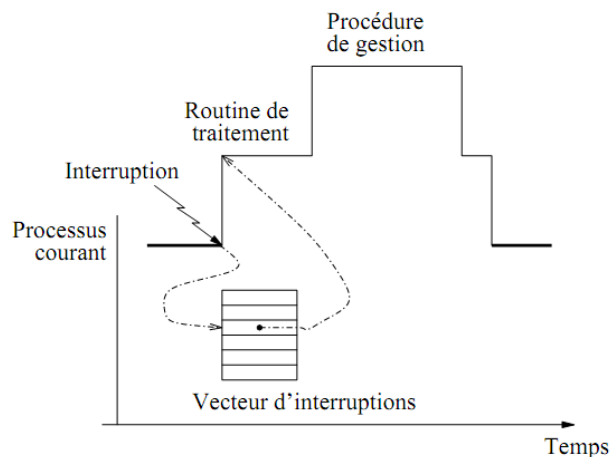 Procédure
de gestion
Routine de
traitement
Interruption
Processus
courant
Vecteur d'interruptions
Temps